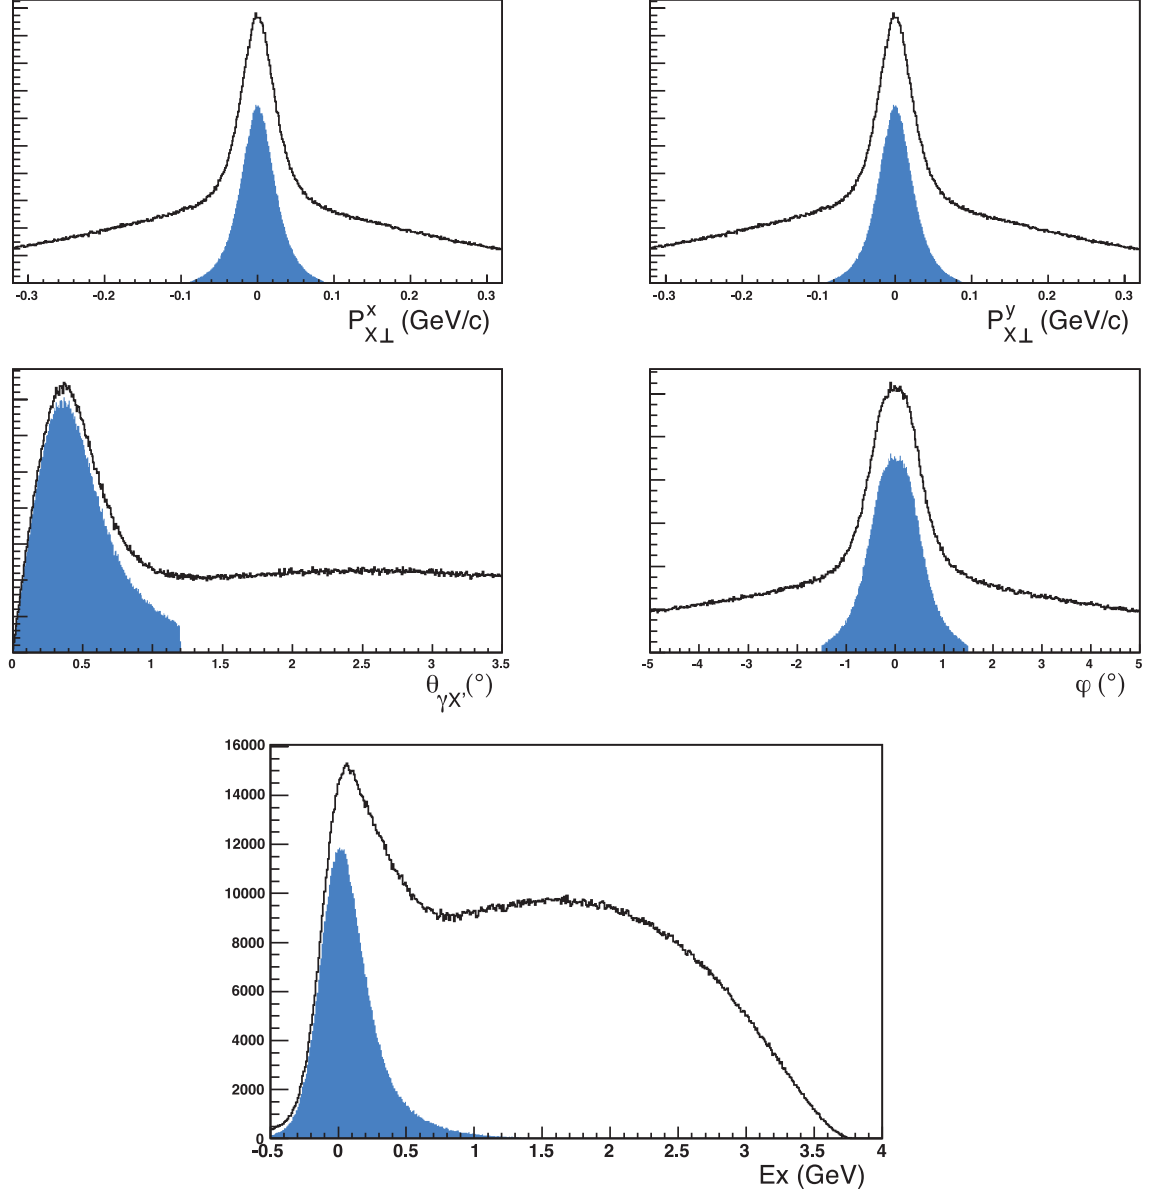 -0.3 -0.2 -0.1 0 0.1 0.2 0.3
P^x_X⊥ (GeV/c)
-0.3 -0.2 -0.1 0 0.1 0.2 0.3
P^y_X⊥ (GeV/c)
0 0.5 1 1.5 2 2.5 3 3.5
θ_γX' (°)
-5 -4 -3 -2 -1 0 1 2 3 4 5
φ (°)
16000
14000
12000
10000
8000
6000
4000
2000
0
-0.5 0 0.5 1 1.5 2 2.5 3 3.5 4
Ex (GeV)